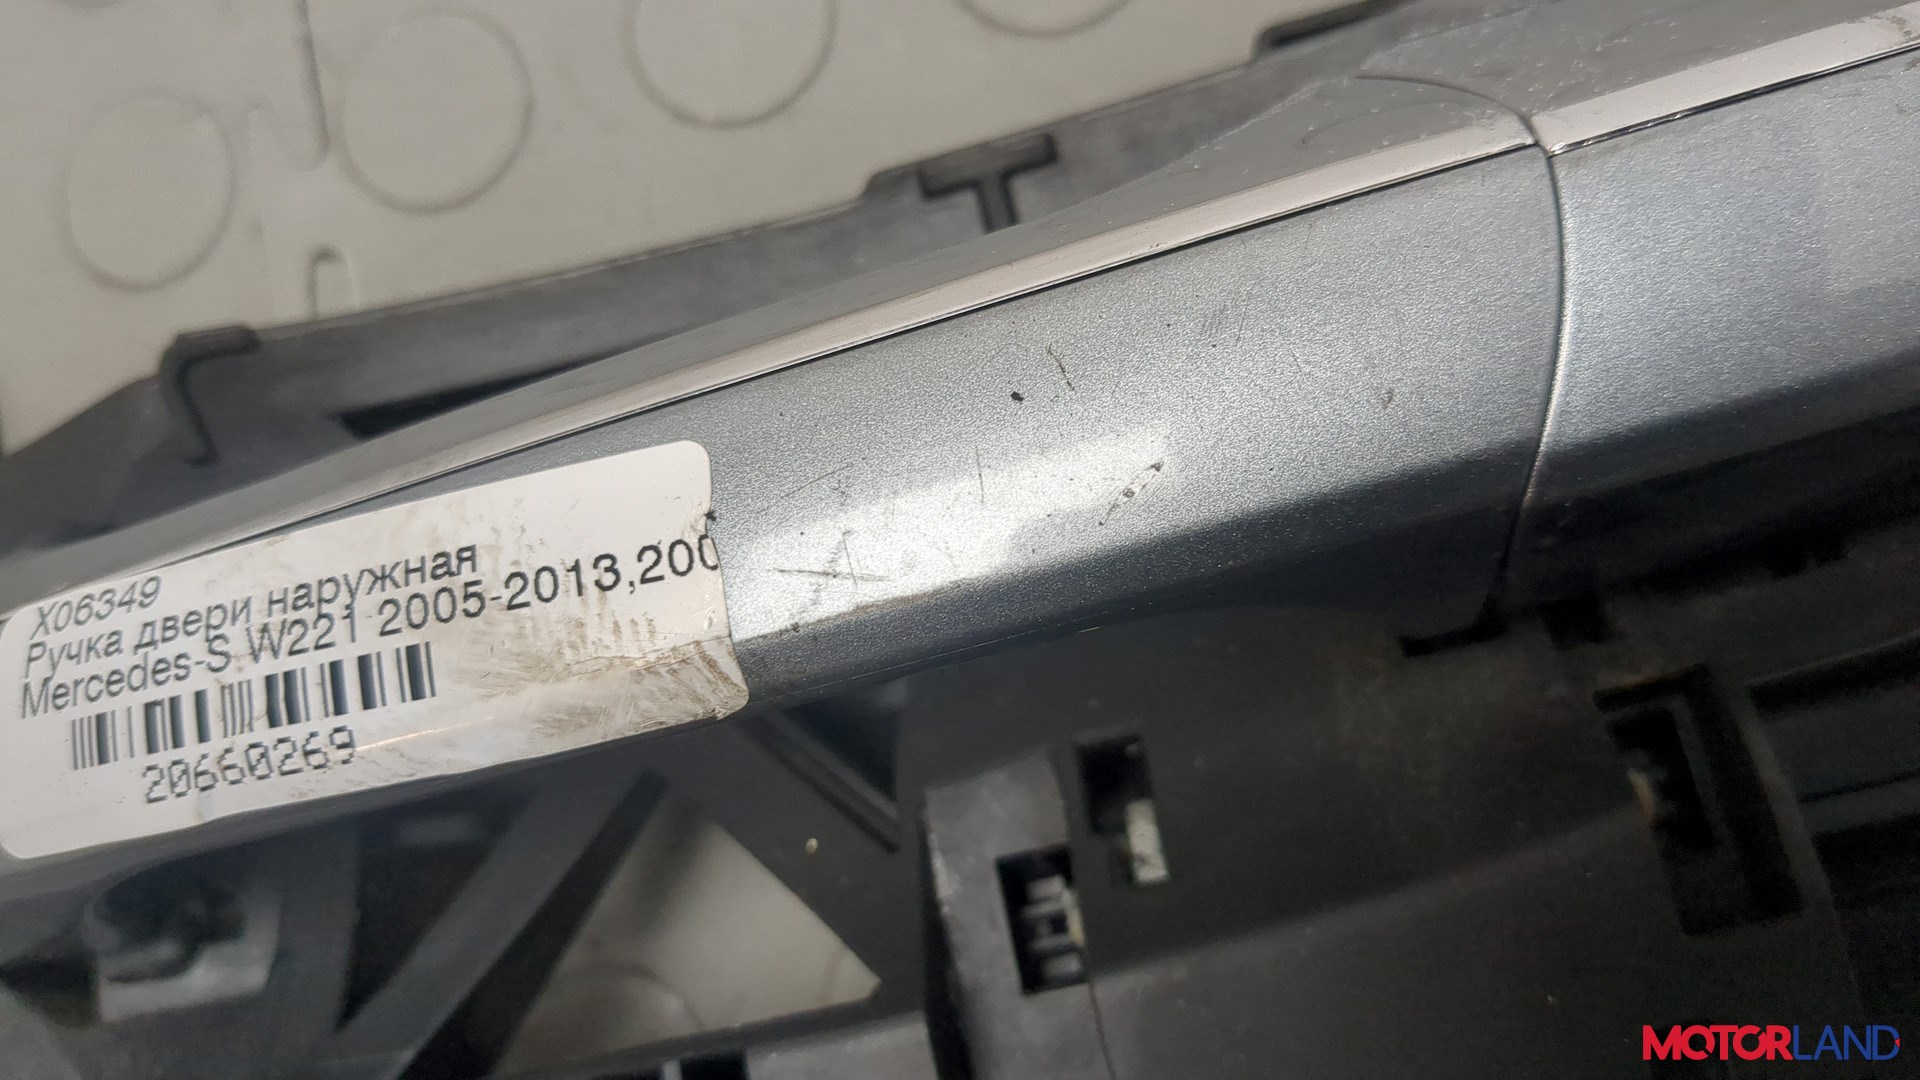 X06349
Ручка двери наружная
Mercedes-S W221 2005-2013,200
20660269
MOTORLAND